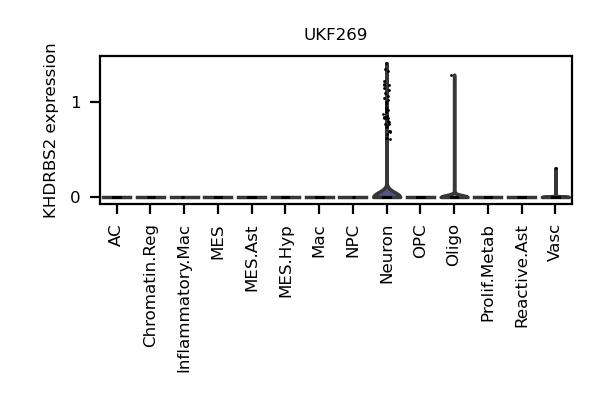 UKF269
KHDRBS2 expression
1
0
AC
Chromatin.Reg
Inflammatory.Mac
MES
MES.Ast
MES.Hyp
Mac
NPC
Neuron
OPC
Oligo
Prolif.Metab
Reactive.Ast
Vasc